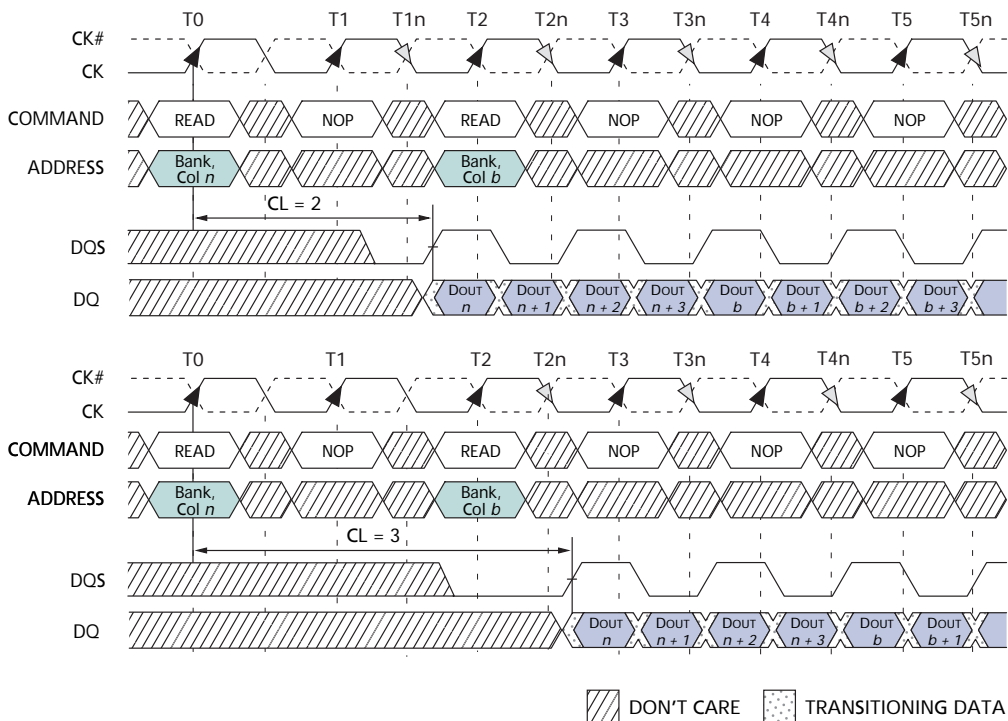 T0 T1 T1n T2 T2n T3 T3n T4 T4n T5 T5n
CK#
CK
COMMAND READ NOP READ NOP NOP NOP
ADDRESS Bank, Col n Bank, Col b
CL = 2
DQS
DQ DOUT n DOUT n + 1 DOUT n + 2 DOUT n + 3 DOUT b DOUT b + 1 DOUT b + 2 DOUT b + 3
T0 T1 T2 T2n T3 T3n T4 T4n T5 T5n
CK#
CK
COMMAND READ NOP READ NOP NOP NOP
ADDRESS Bank, Col n Bank, Col b
CL = 3
DQS
DQ DOUT n DOUT n + 1 DOUT n + 2 DOUT n + 3 DOUT b DOUT b + 1
DON'T CARE TRANSITIONING DATA